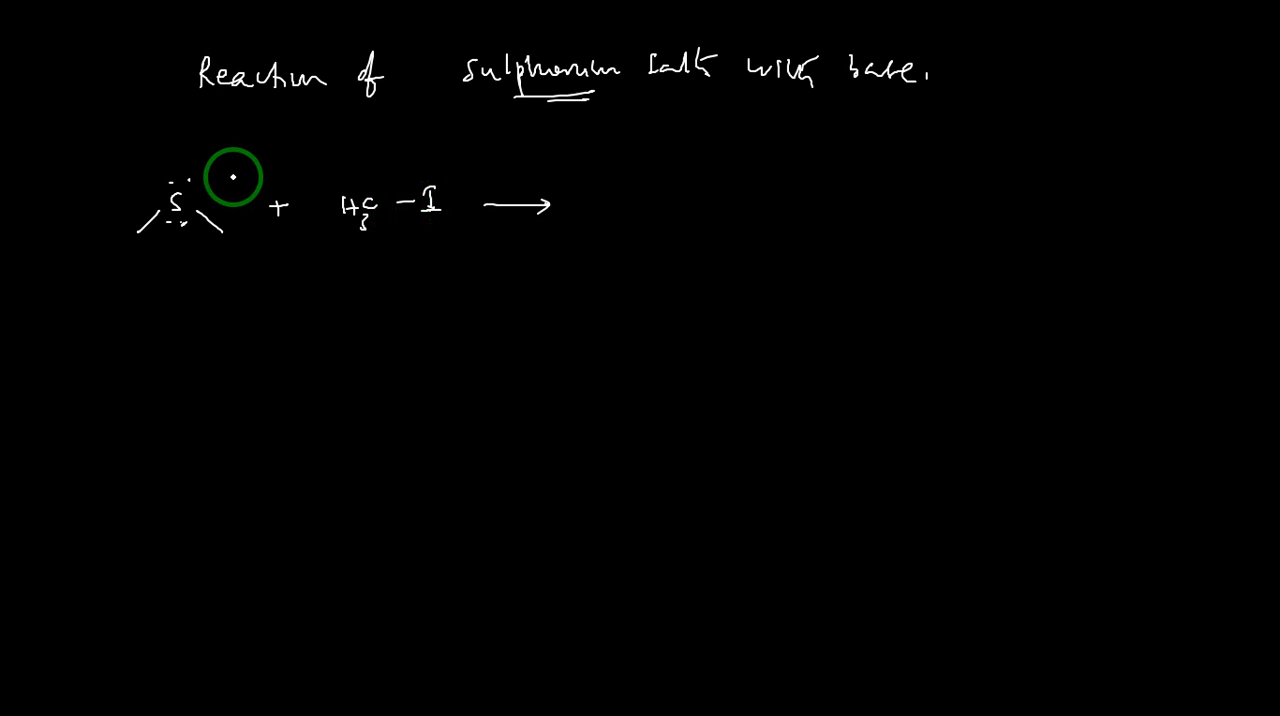 Reaction of sulphonium salts with base.
S + H3C - I →